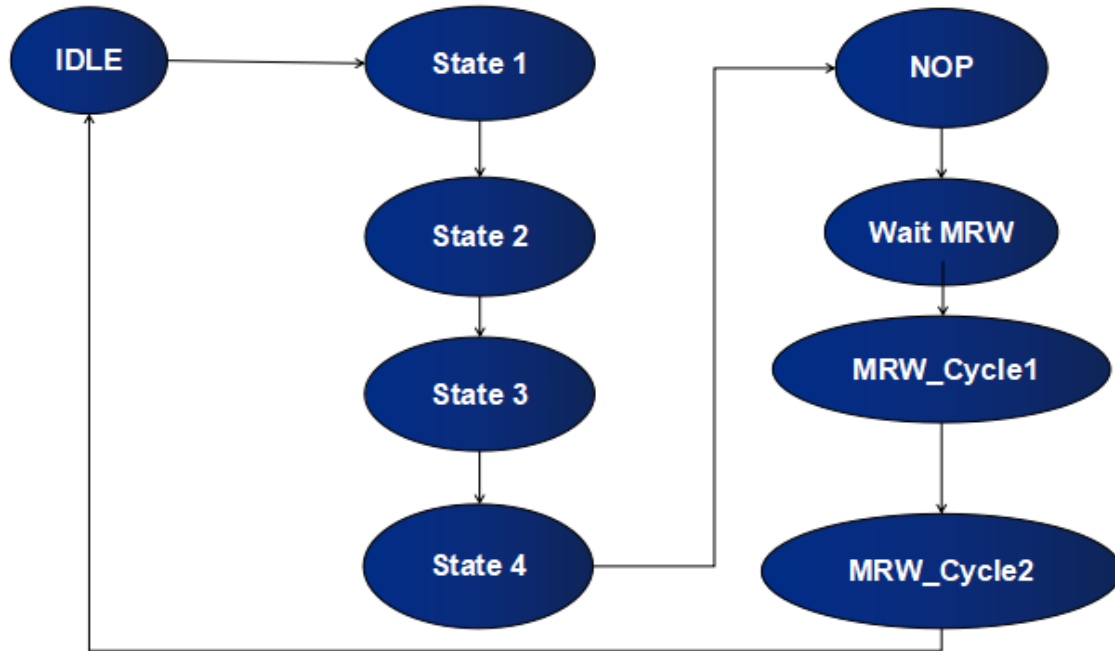 IDLE
State 1
State 2
State 3
State 4
NOP
Wait MRW
MRW_Cycle1
MRW_Cycle2